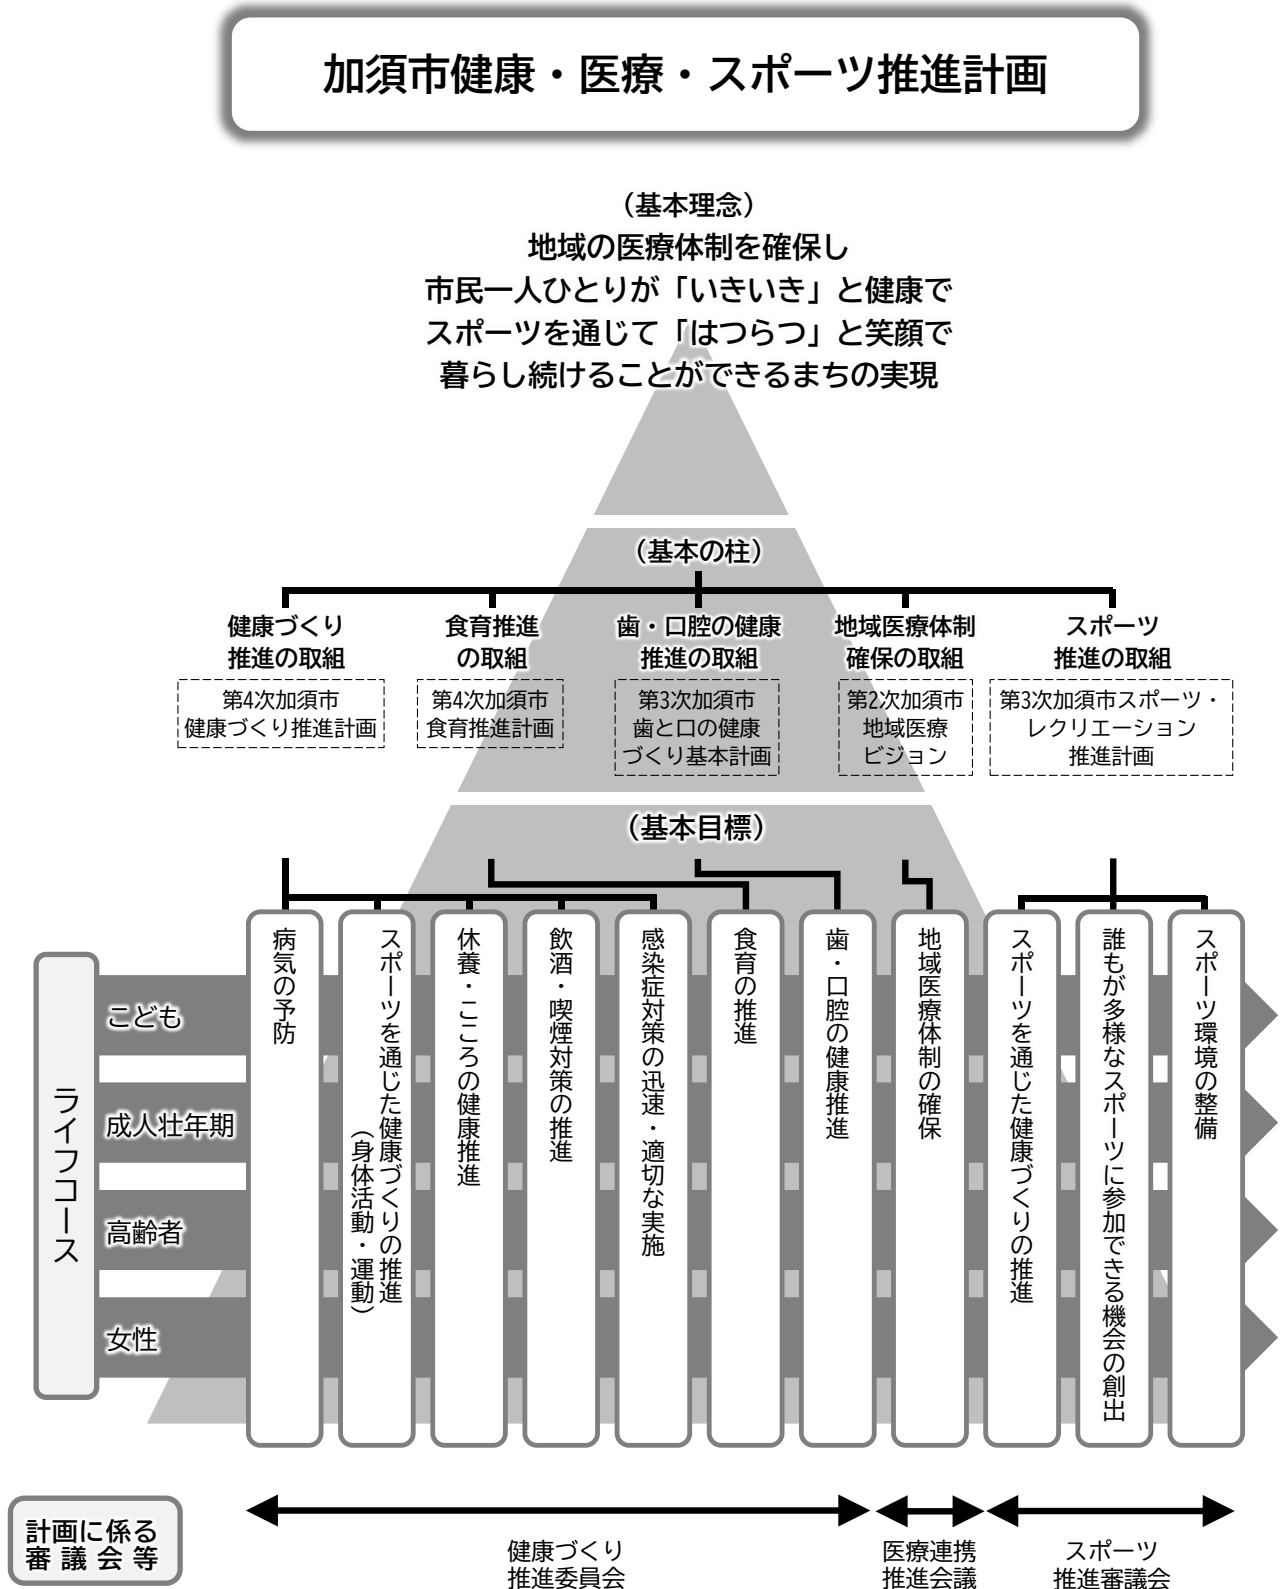 加須市健康・医療・スポーツ推進計画
（基本理念）
地域の医療体制を確保し
市民一人ひとりが「いきいき」と健康で
スポーツを通じて「はつらつ」と笑顔で
暮らし続けることができるまちの実現
（基本の柱）
健康づくり
推進の取組
第4次加須市
健康づくり推進計画
食育推進
の取組
第4次加須市
食育推進計画
歯・口腔の健康
推進の取組
第3次加須市
歯と口の健康
づくり基本計画
地域医療体制
確保の取組
第2次加須市
地域医療
ビジョン
スポーツ
推進の取組
第3次加須市スポーツ・
レクリエーション
推進計画
（基本目標）
病気の予防
スポーツを通じた健康づくりの推進
（身体活動・運動）
休養・こころの健康推進
飲酒・喫煙対策の推進
感染症対策の迅速・適切な実施
食育の推進
歯・口腔の健康推進
地域医療体制の確保
スポーツを通じた健康づくりの推進
誰もが多様なスポーツに参加できる機会の創出
スポーツ環境の整備
ライフコース
こども
成人壮年期
高齢者
女性
計画に係る
審議会等
健康づくり
推進委員会
医療連携
推進会議
スポーツ
推進審議会